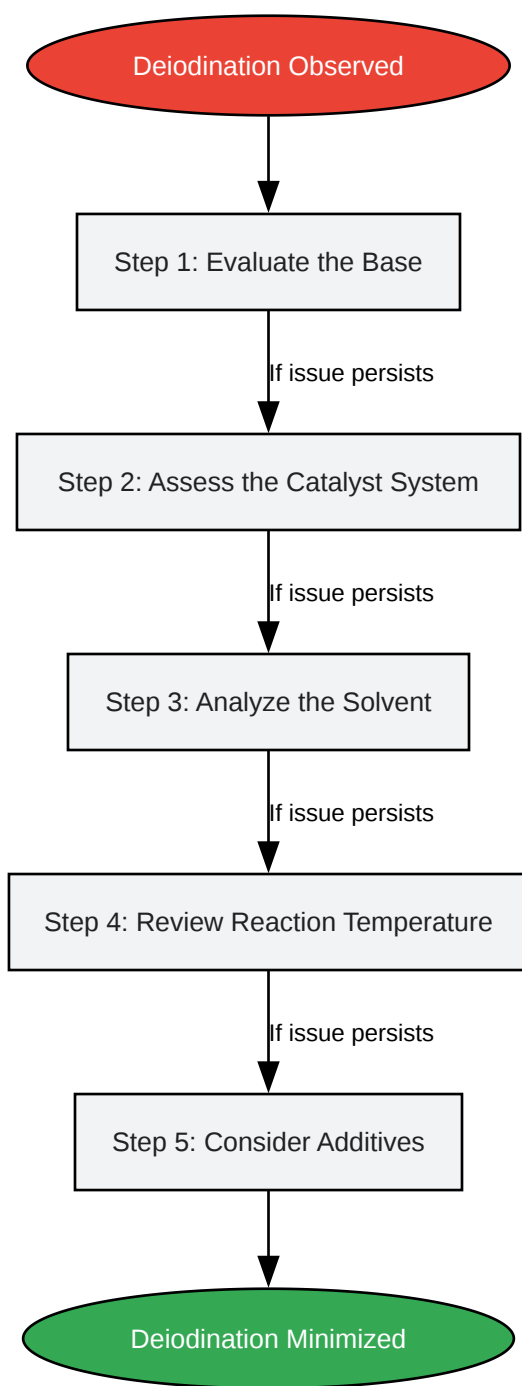 Deiodination Observed
Step 1: Evaluate the Base
If issue persists
Step 2: Assess the Catalyst System
If issue persists
Step 3: Analyze the Solvent
If issue persists
Step 4: Review Reaction Temperature
If issue persists
Step 5: Consider Additives
Deiodination Minimized